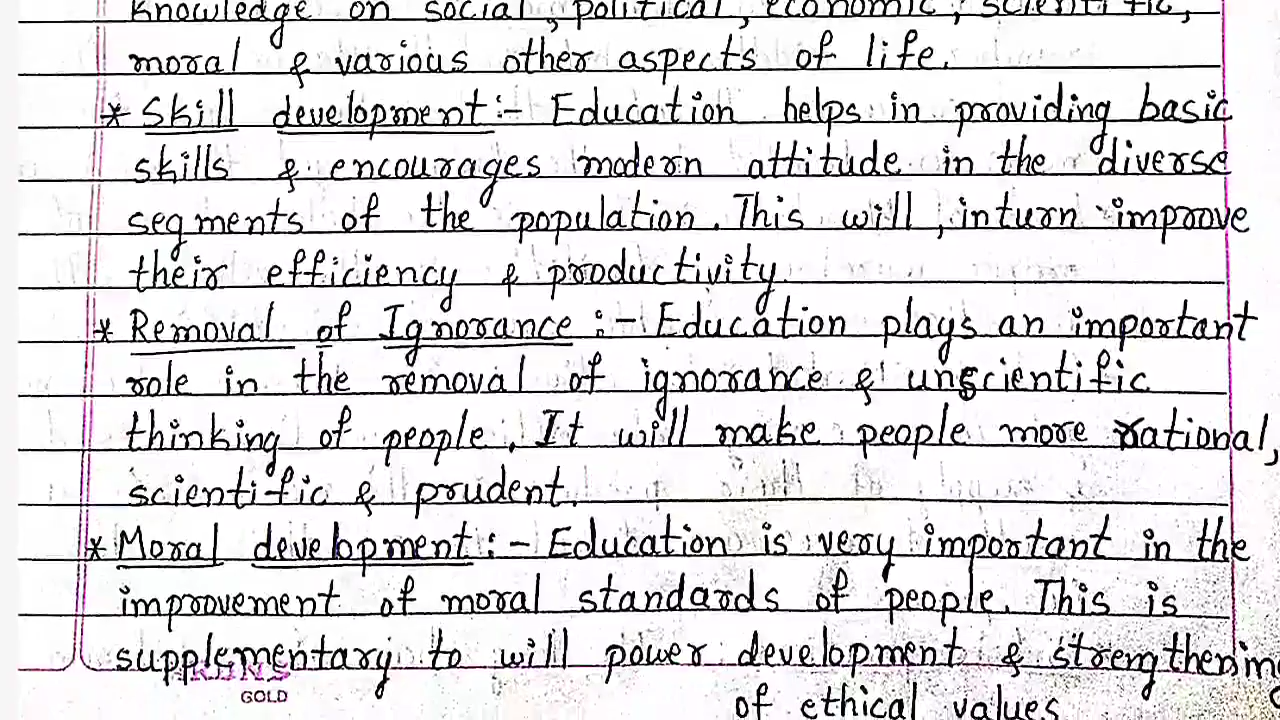 knowledge on social, political, economic, scientific,
moral & various other aspects of life.
* Skill development:- Education helps in providing basic
skills & encourages modern attitude in the diverse
segments of the population. This will, inturn improve
their efficiency & productivity.
* Removal of Ignorance :- Education plays an important
role in the removal of ignorance & unscientific
thinking of people. It will make people more rational,
scientific & prudent.
* Moral development :- Education is very important in the
improvement of moral standards of people. This is
supplementary to will power development & strengthening
GOLD
of ethical values